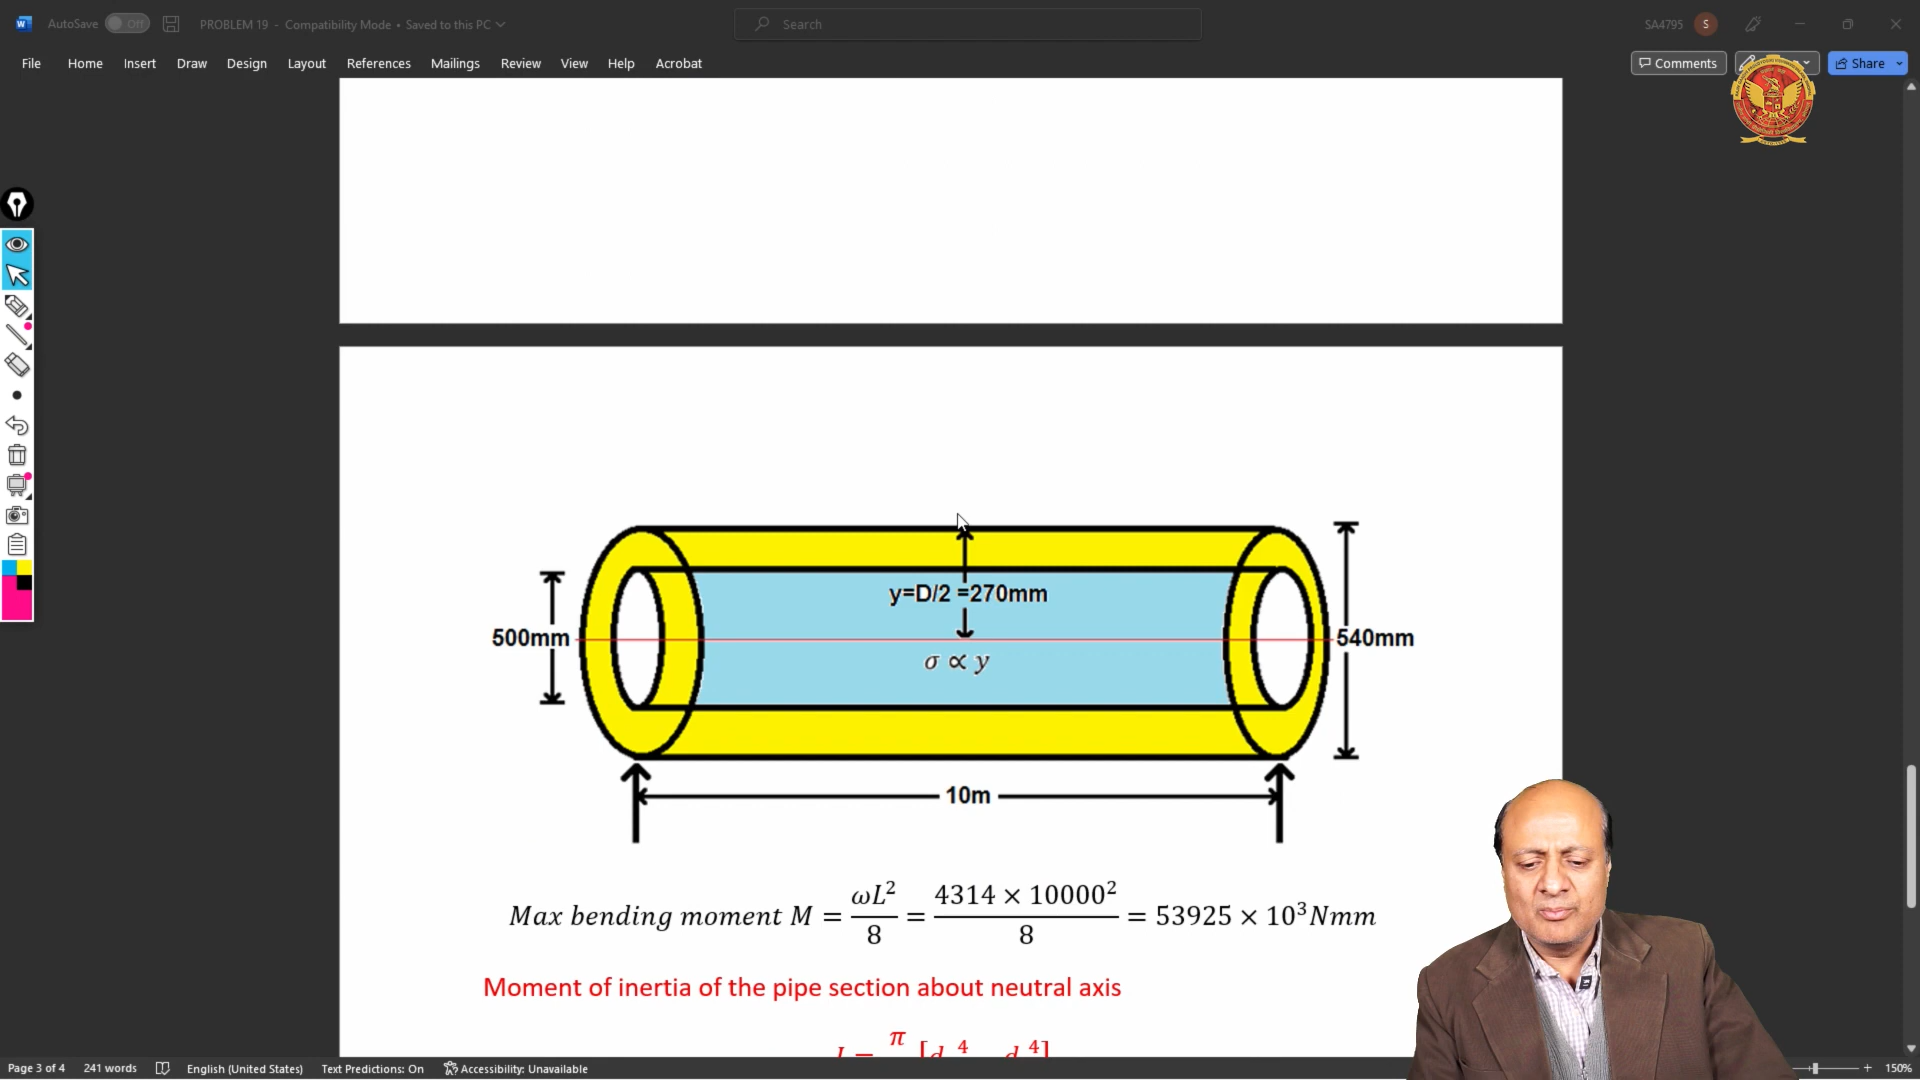 AutoSave Off PROBLEM 19 - Compatibility Mode • Saved to this PC Search SA4795 S
File Home Insert Draw Design Layout References Mailings Review View Help Acrobat Comments Share
y=D/2 =270mm
500mm 540mm
σ ∝ y
10m
Max bending moment M = ωL²/8 = 4314 × 10000²/8 = 53925 × 10³Nmm
Moment of inertia of the pipe section about neutral axis
Page 3 of 4 241 words English (United States) Text Predictions: On Accessibility: Unavailable 150%